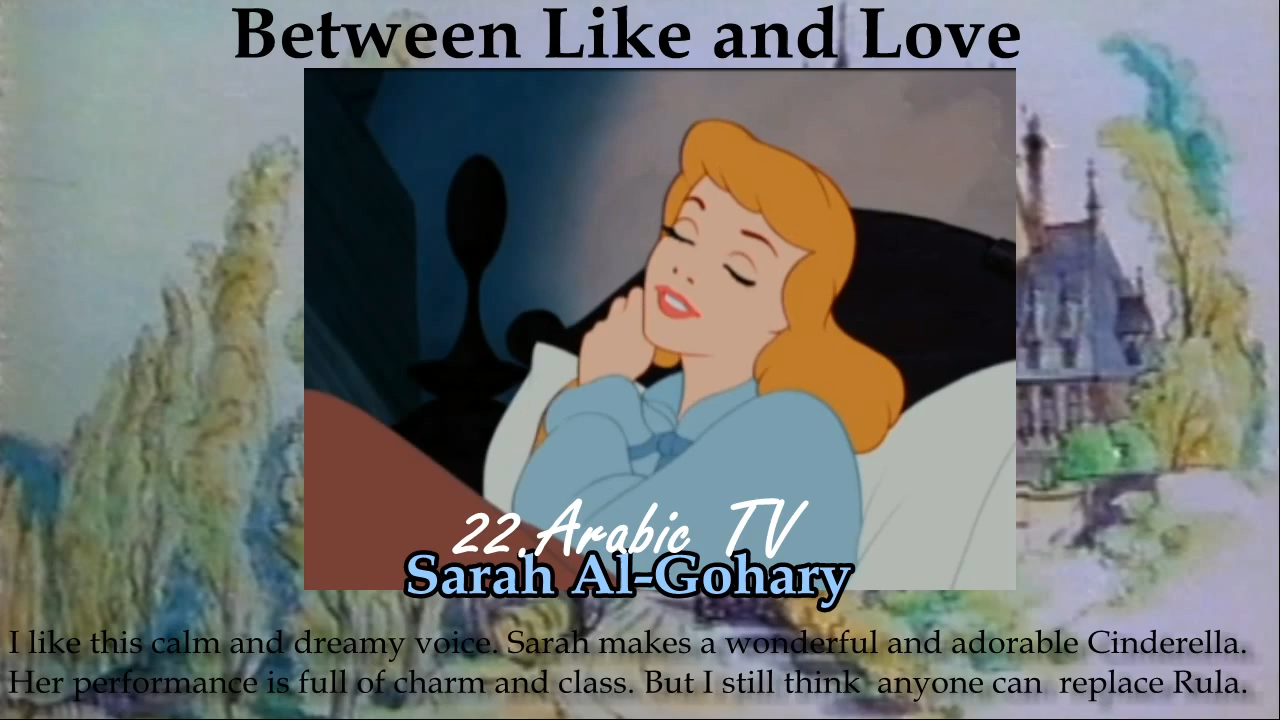 Between Like and Love
22.Arabic TV
Sarah Al-Gohary
I like this calm and dreamy voice. Sarah makes a wonderful and adorable Cinderella.
Her performance is full of charm and class. But I still think  anyone can  replace Rula.